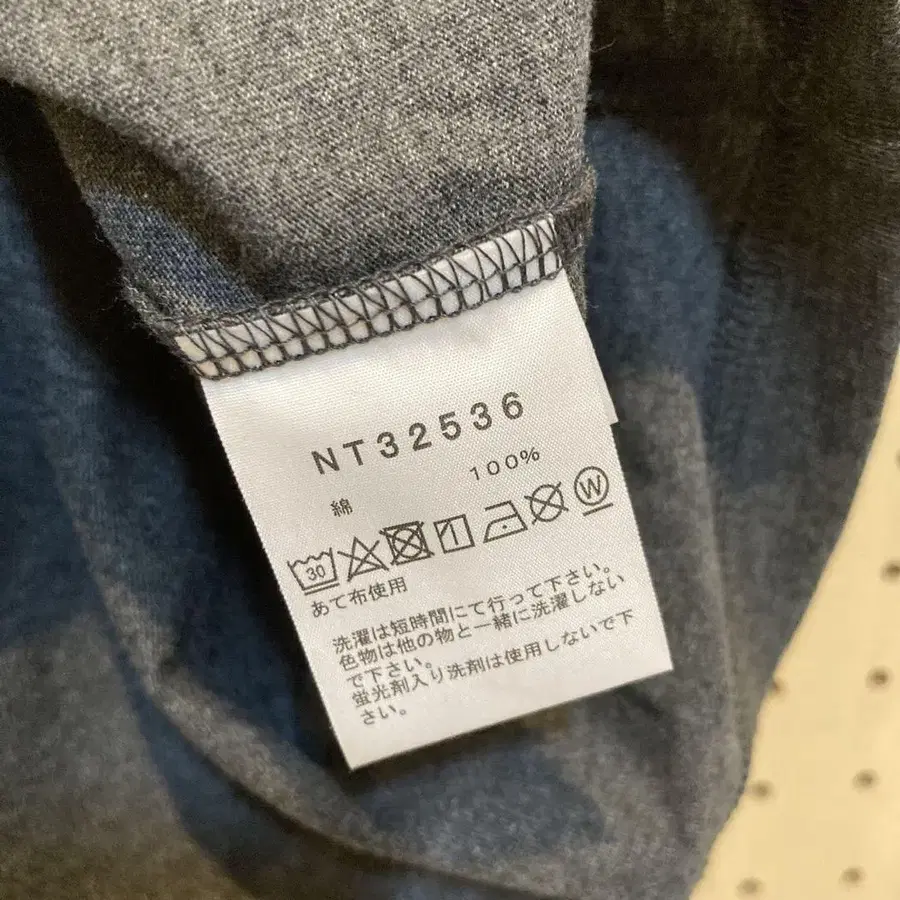 NT32536
綿 100%
30 W
あて布使用
洗濯は短時間にて行って下さい。
色物は他の物と一緒に洗濯しない
で下さい。
蛍光剤入り洗剤は使用しないで下
さい。